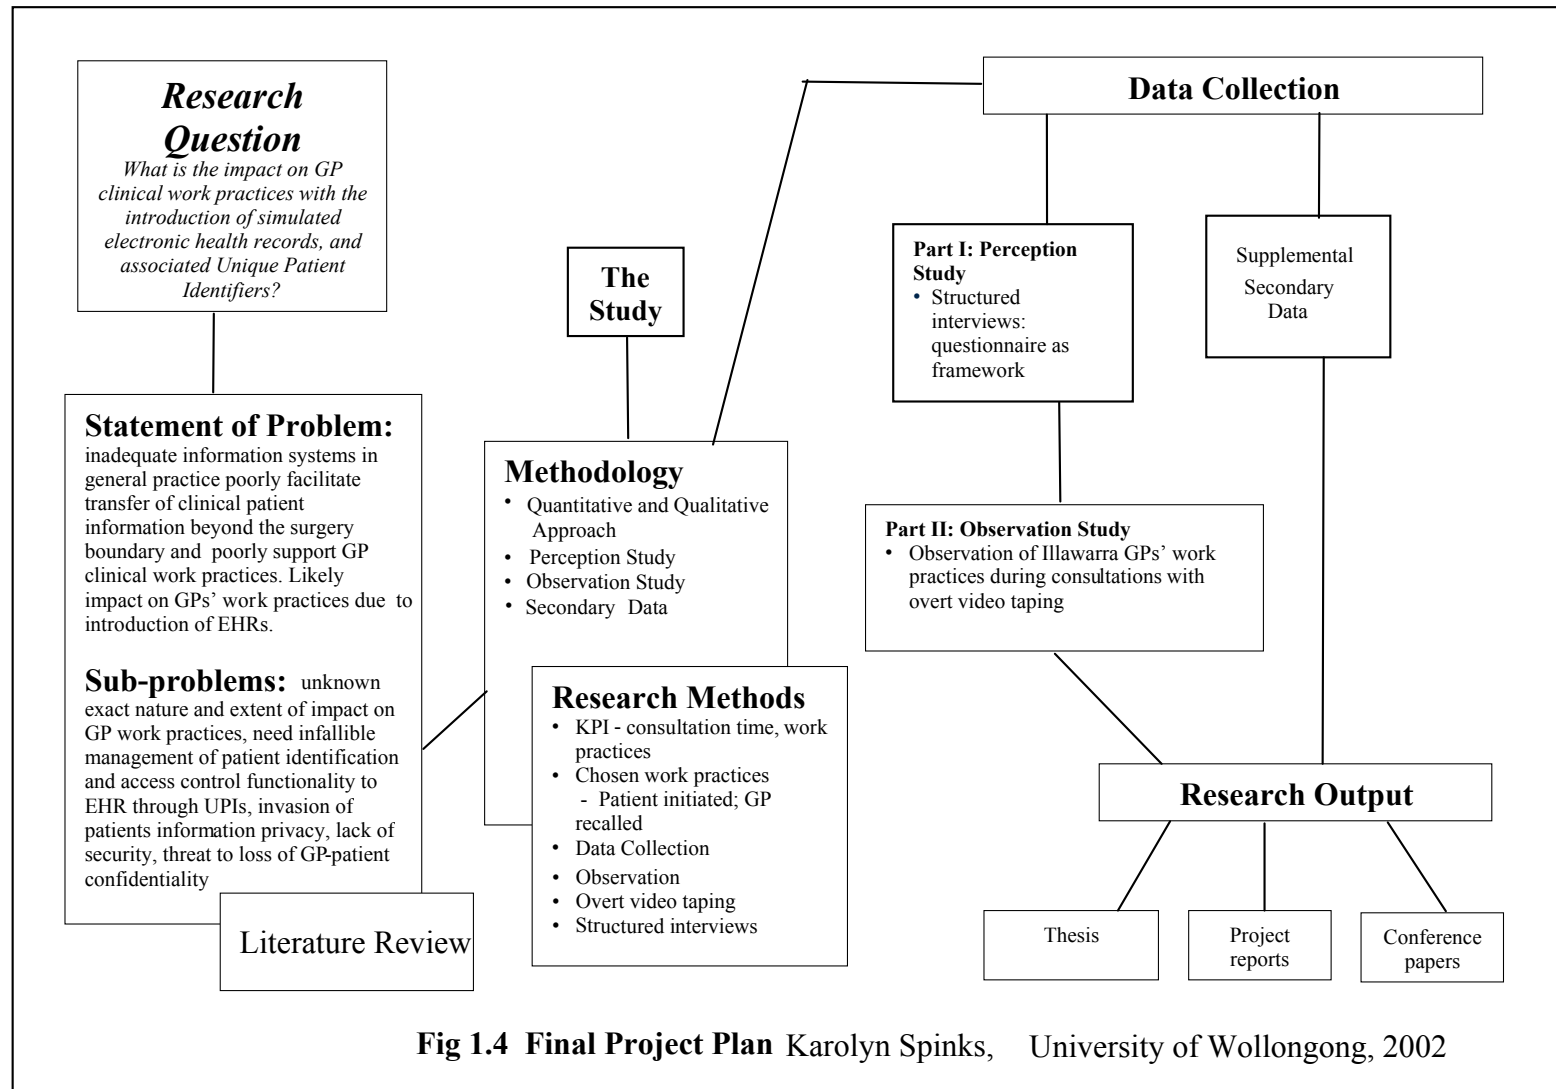 Research
Question
What is the impact on GP
clinical work practices with the
introduction of simulated
electronic health records, and
associated Unique Patient
Identifiers?
Statement of Problem:
inadequate information systems in
general practice poorly facilitate
transfer of clinical patient
information beyond the surgery
boundary and poorly support GP
clinical work practices. Likely
impact on GPs’ work practices due to
introduction of EHRs.
Sub-problems: unknown
exact nature and extent of impact on
GP work practices, need infallible
management of patient identification
and access control functionality to
EHR through UPIs, invasion of
patients information privacy, lack of
security, threat to loss of GP-patient
confidentiality
Literature Review
The
Study
Methodology
• Quantitative and Qualitative
Approach
• Perception Study
• Observation Study
• Secondary Data
Research Methods
• KPI - consultation time, work
practices
• Chosen work practices
- Patient initiated; GP
recalled
• Data Collection
• Observation
• Overt video taping
• Structured interviews
Data Collection
Part I: Perception
Study
• Structured
interviews:
questionnaire as
framework
Supplemental
Secondary
Data
Part II: Observation Study
• Observation of Illawarra GPs’ work
practices during consultations with
overt video taping
Research Output
Thesis
Project
reports
Conference
papers
Fig 1.4 Final Project Plan Karolyn Spinks, University of Wollongong, 2002